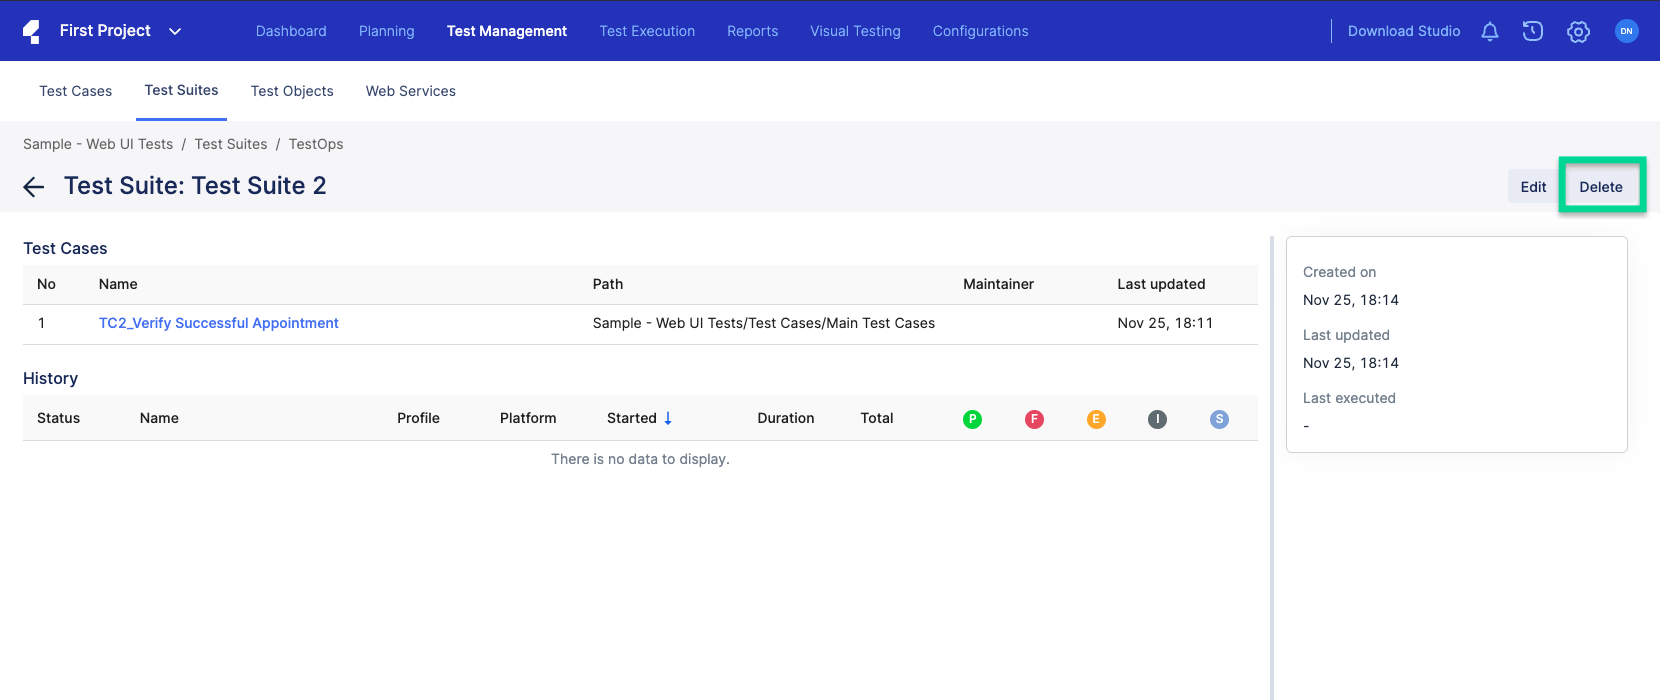 First Project Dashboard Planning Test Management Test Execution Reports Visual Testing Configurations Download Studio DN
Test Cases Test Suites Test Objects Web Services
Sample - Web UI Tests / Test Suites / TestOps
Test Suite: Test Suite 2 Edit Delete
Test Cases
No Name Path Maintainer Last updated
1 TC2_Verify Successful Appointment Sample - Web UI Tests/Test Cases/Main Test Cases Nov 25, 18:11
History
Status Name Profile Platform Started Duration Total P F E I S
There is no data to display.
Created on
Nov 25, 18:14
Last updated
Nov 25, 18:14
Last executed
-